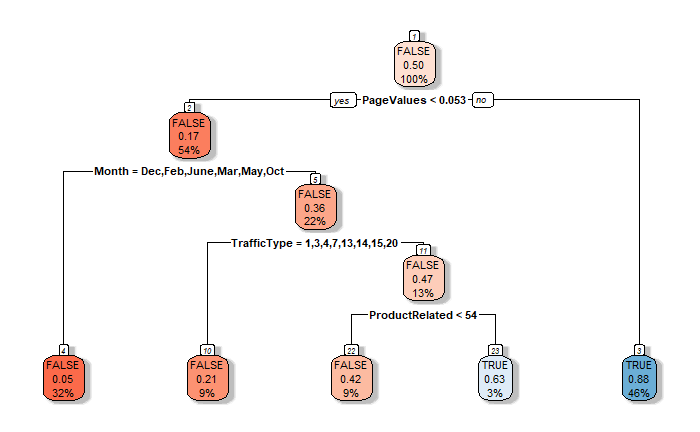 1
FALSE
0.50
100%
yes PageValues < 0.053 no
2
FALSE
0.17
54%
Month = Dec,Feb,June,Mar,May,Oct
5
FALSE
0.36
22%
TrafficType = 1,3,4,7,13,14,15,20
11
FALSE
0.47
13%
ProductRelated < 54
4
FALSE
0.05
32%
10
FALSE
0.21
9%
22
FALSE
0.42
9%
23
TRUE
0.63
3%
3
TRUE
0.88
46%